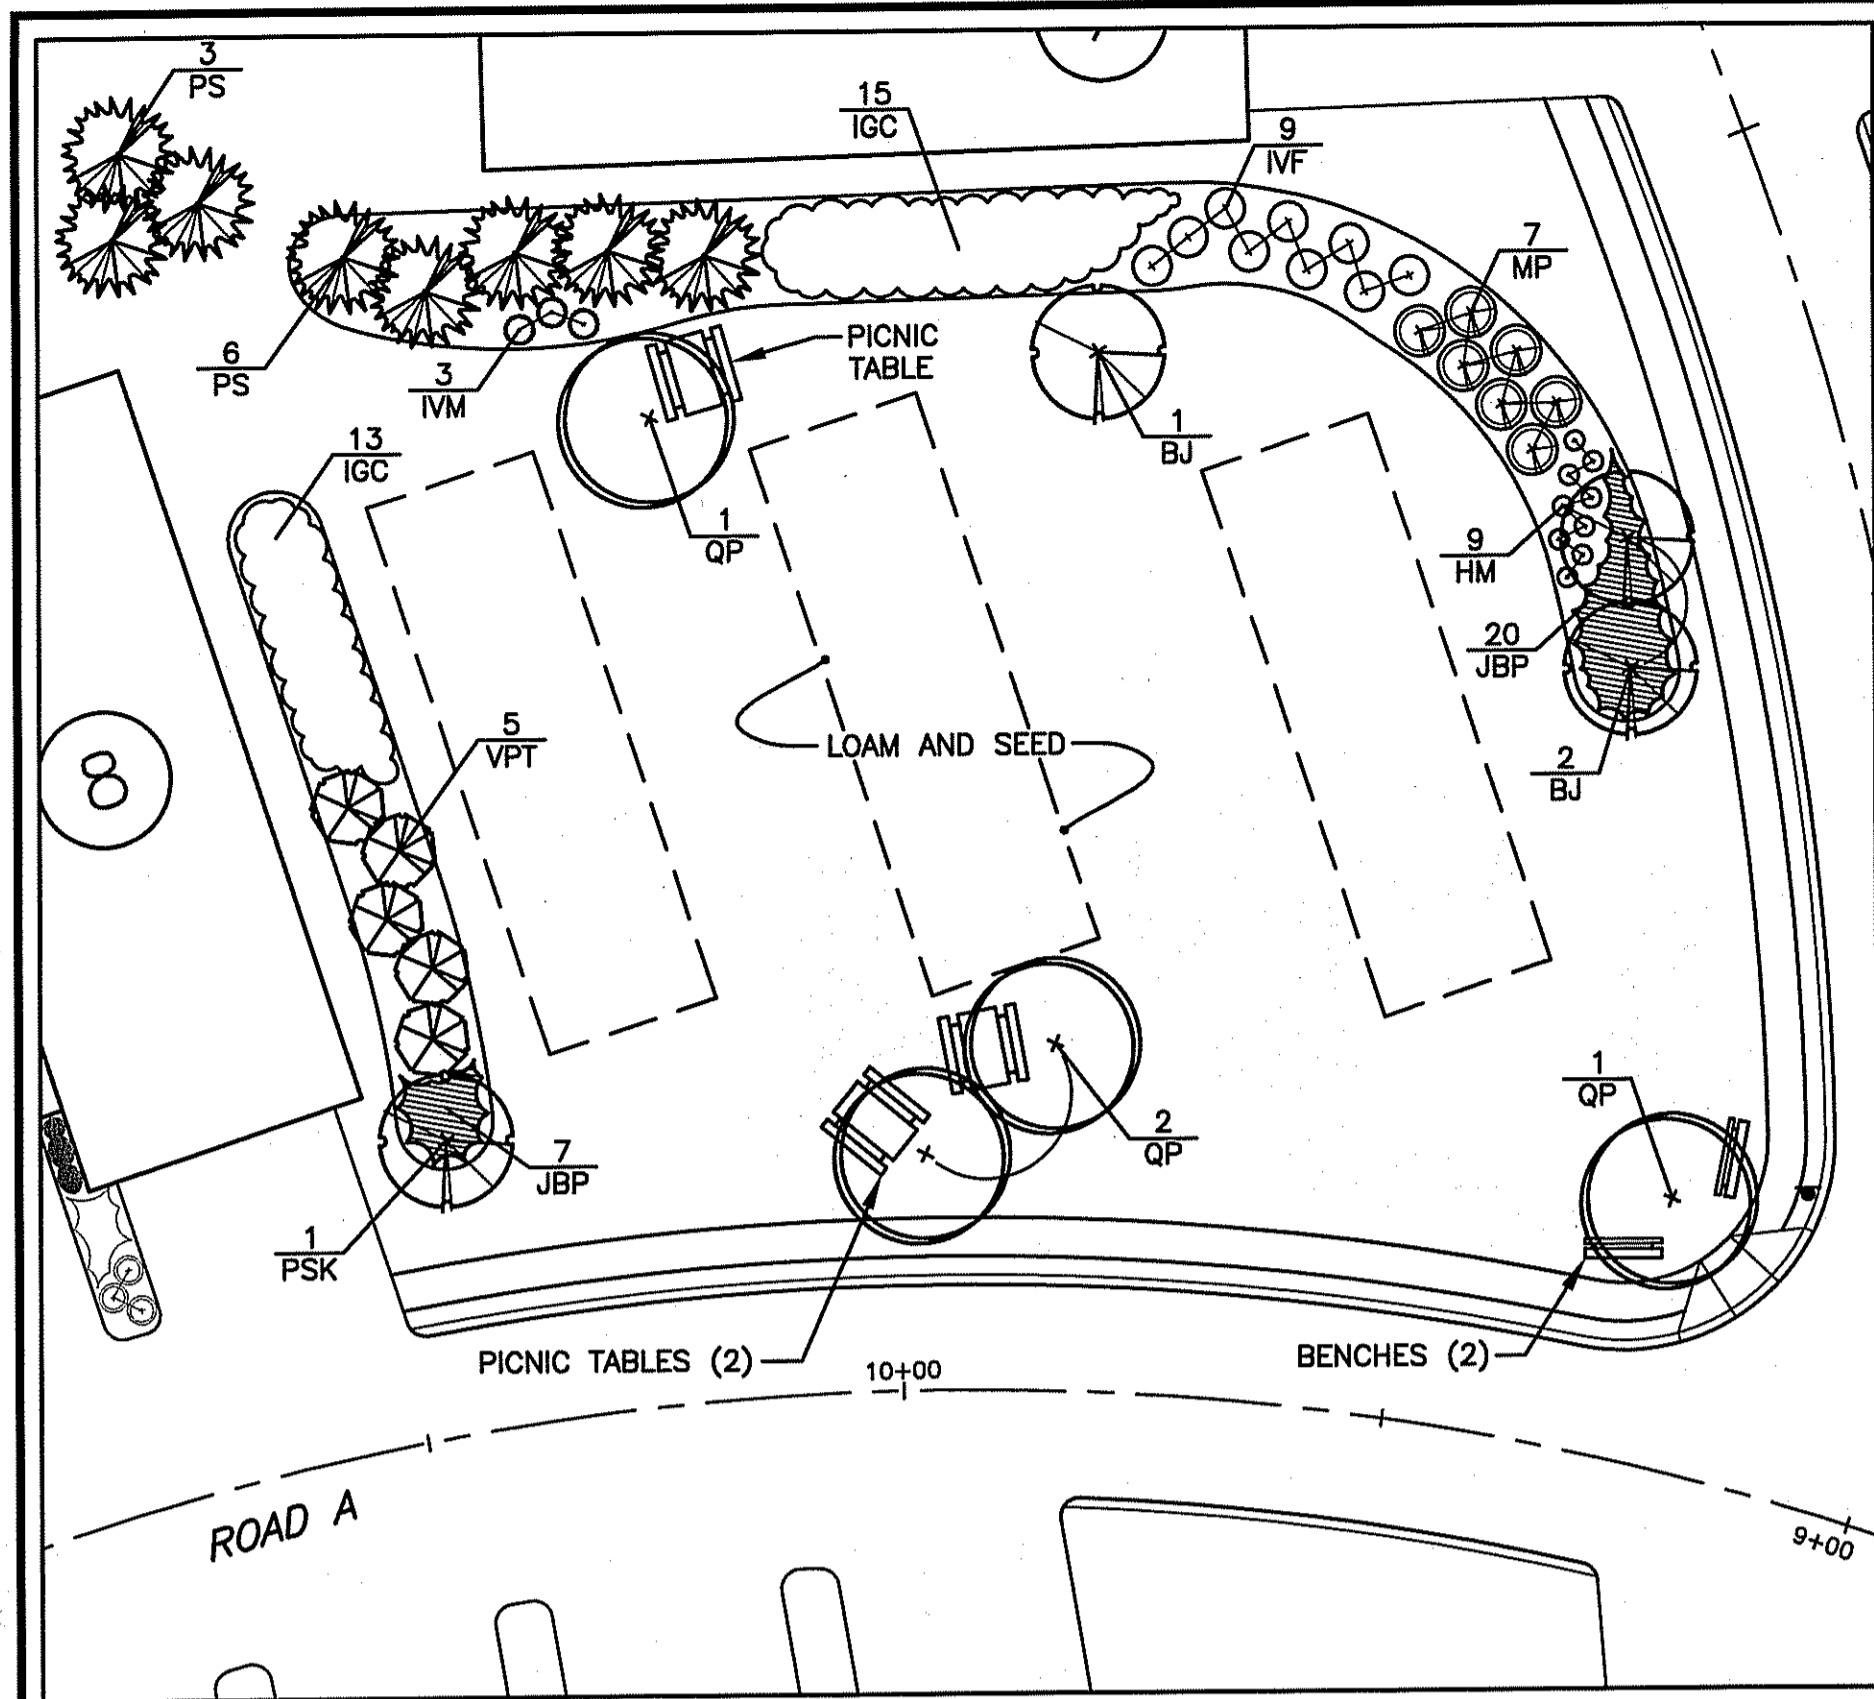 3
PS
15
IGC
9
IVF
7
MP
6
PS
3
IVM
PICNIC
TABLE
1
BJ
13
IGC
1
QP
9
HM
20
JBP
5
VPT
LOAM AND SEED
2
BJ
8
1
QP
2
QP
7
JBP
1
PSK
PICNIC TABLES (2)
10+00
BENCHES (2)
ROAD A
9+00